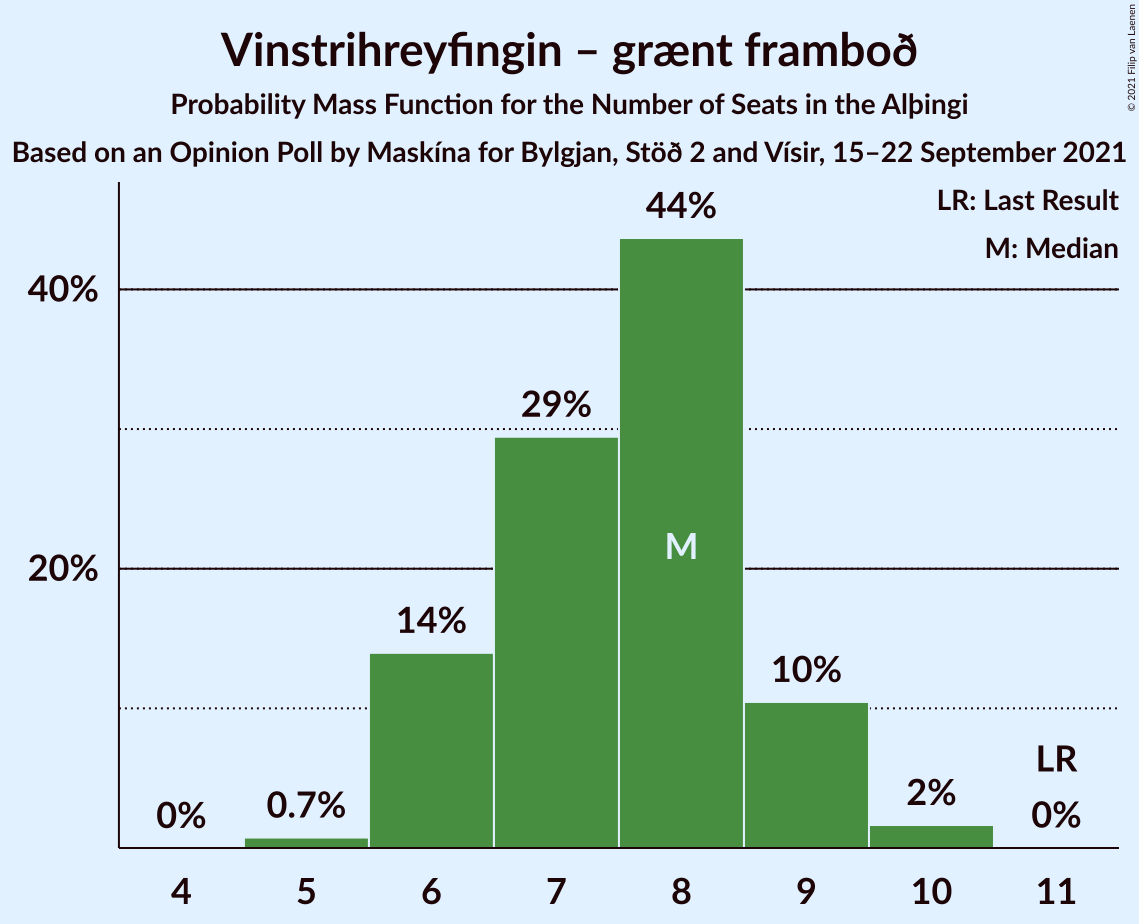 Vinstrihreyfingin – grænt framboð
Probability Mass Function for the Number of Seats in the Alþingi
Based on an Opinion Poll by Maskína for Bylgjan, Stöð 2 and Vísir, 15–22 September 2021
© 2021 Filip van Laenen
LR: Last Result
M: Median
40%
20%
0%
0.7%
14%
29%
44%
M
10%
2%
LR
0%
4 5 6 7 8 9 10 11